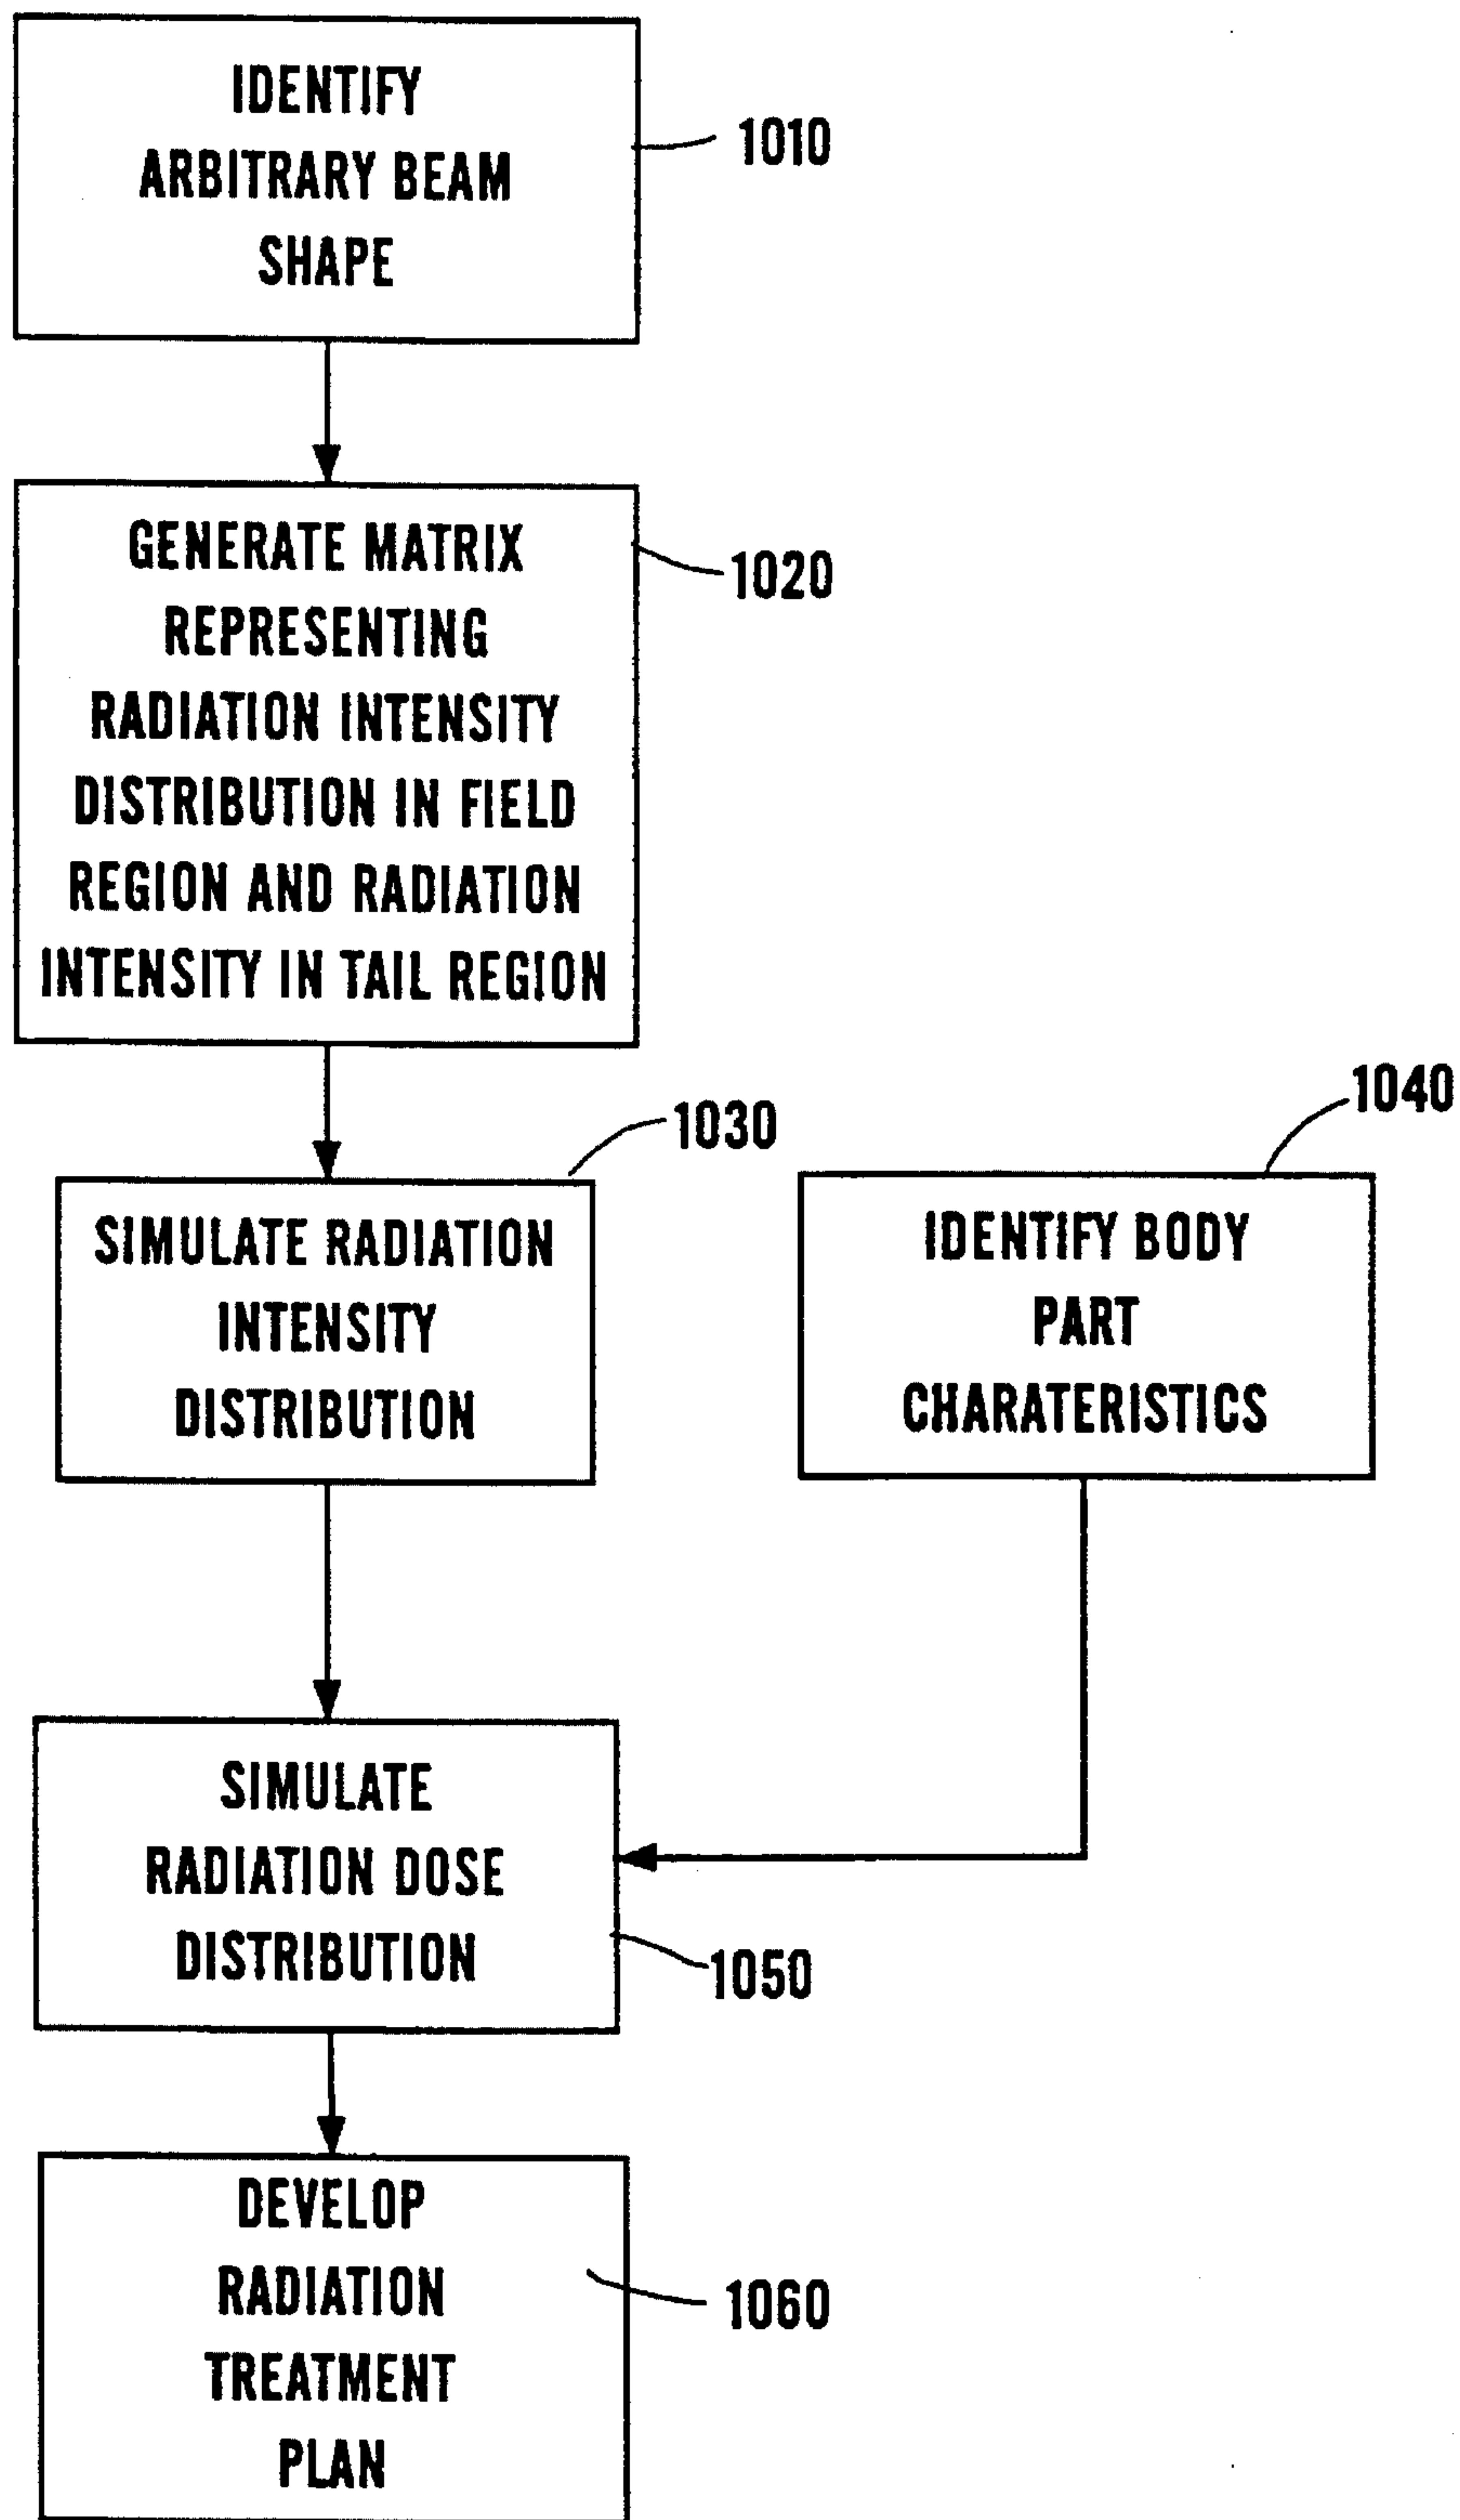 IDENTIFY
ARBITRARY BEAM
SHAPE
1010
GENERATE MATRIX
REPRESENTING
RADIATION INTENSITY
DISTRIBUTION IN FIELD
REGION AND RADIATION
INTENSITY IN TAIL REGION
1020
SIMULATE RADIATION
INTENSITY
DISTRIBUTION
1030
IDENTIFY BODY
PART
CHARATERISTICS
1040
SIMULATE
RADIATION DOSE
DISTRIBUTION
1050
DEVELOP
RADIATION
TREATMENT
PLAN
1060